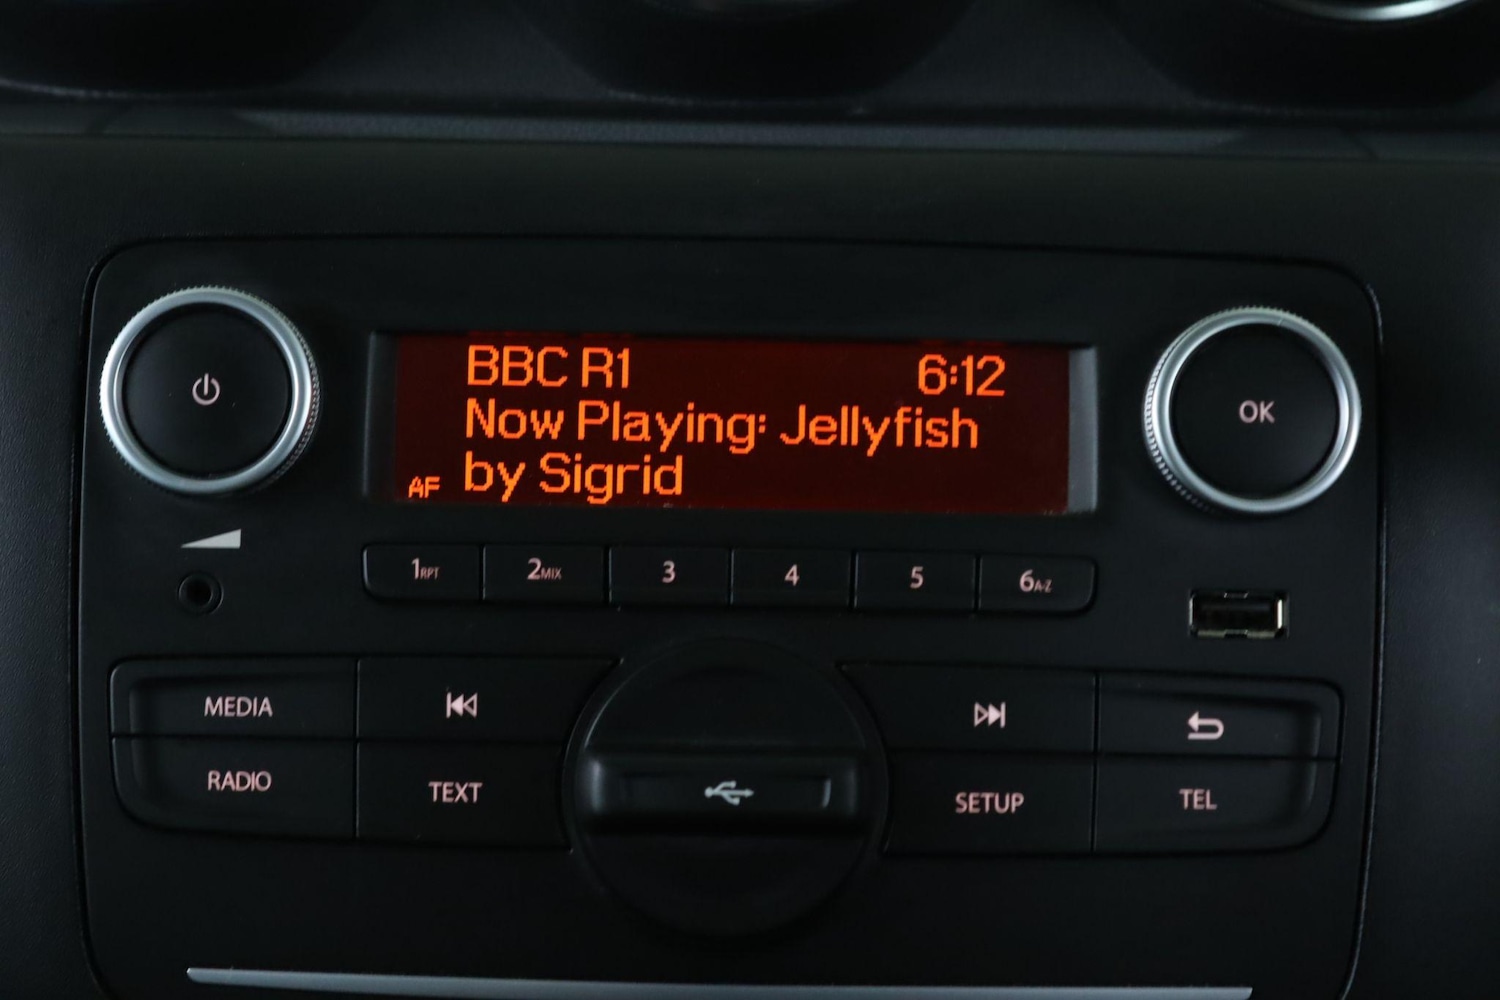 BBC R1 6:12
Now Playing: Jellyfish
AF by Sigrid
OK
1RPT 2MIX 3 4 5 6A-Z
MEDIA
RADIO TEXT SETUP TEL